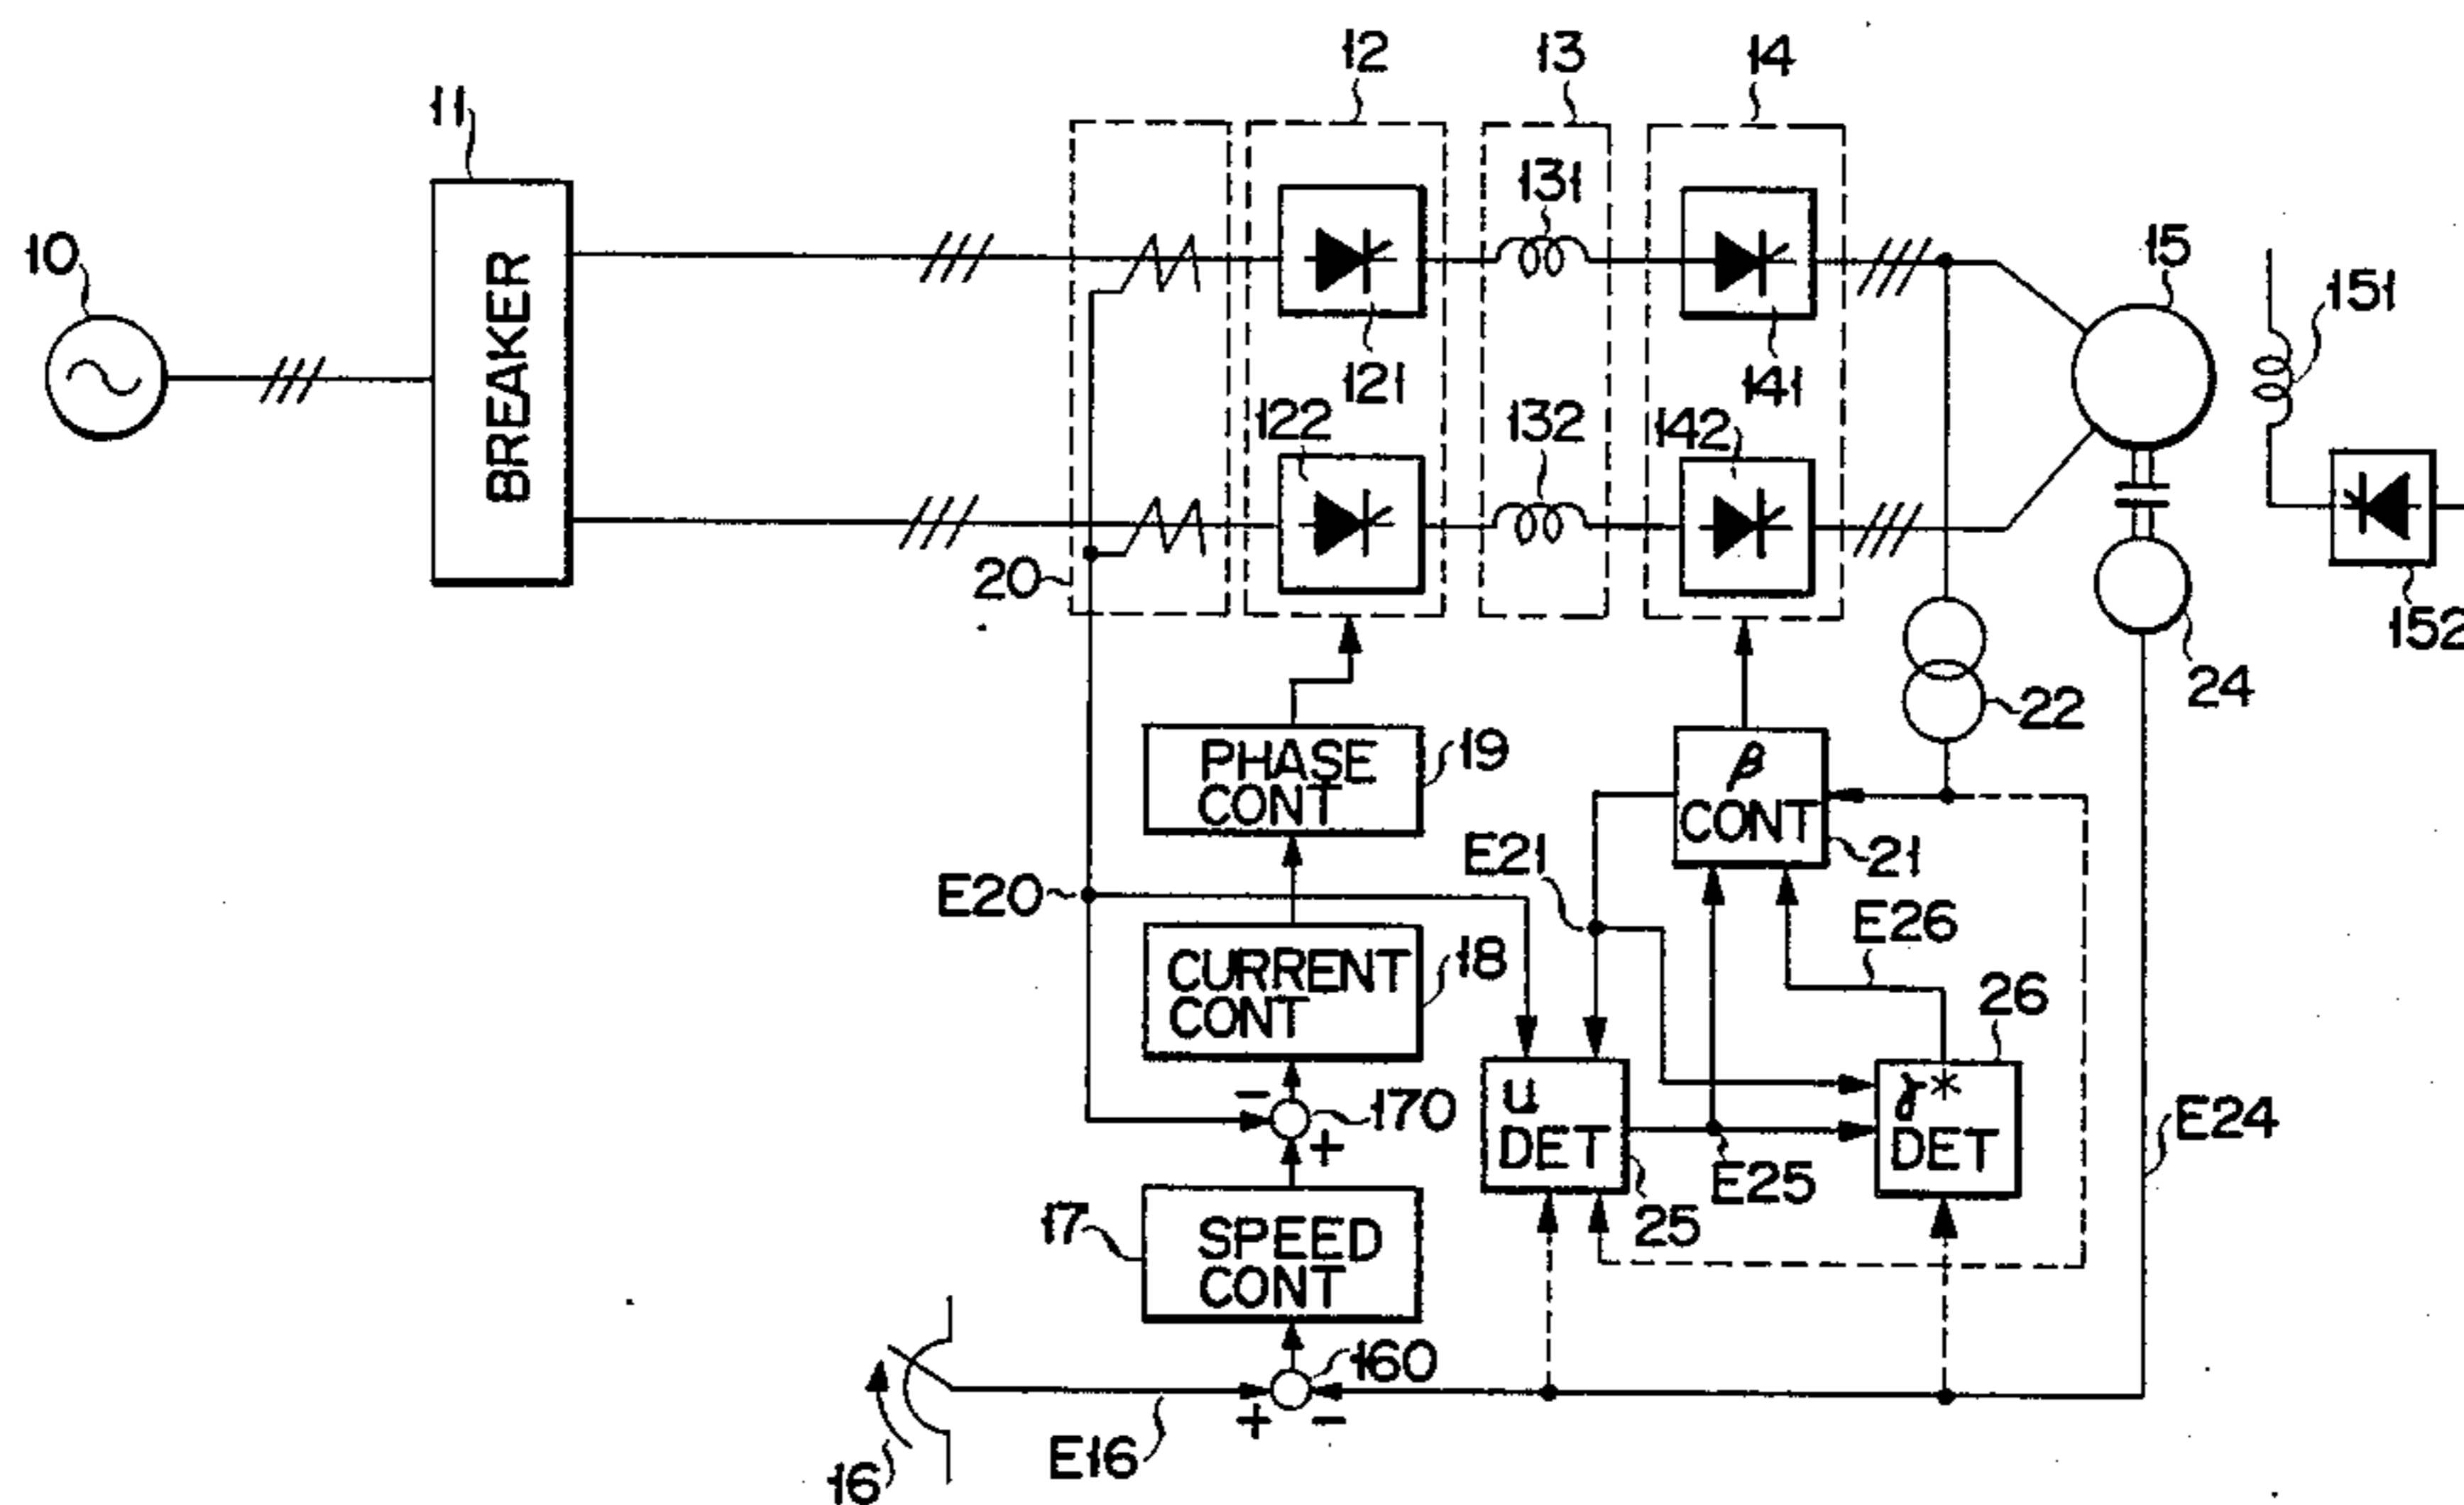 12
13
14
11
131
10
15
151
BREAKER
121
141
122
132
142
20
152
24
22
PHASE
CONT
19
β
CONT
21
E21
E20
E26
CURRENT
CONT
18
26
−
170
+
u
DET
γ*
DET
E24
E25
25
17
SPEED
CONT
160
+
−
E16
16